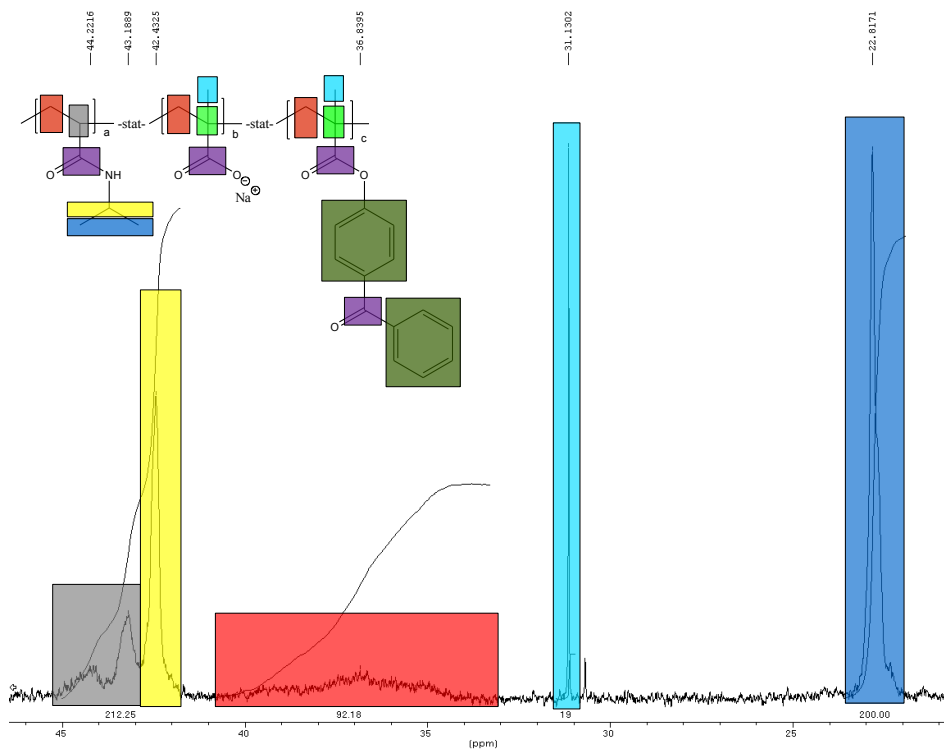 44.2216
43.1889
42.4325
36.8395
31.1302
22.8171
a -stat- b -stat- c
O NH O O⊖ O O
Na⊕
O
212.25 92.18 19 200.00
45 40 35 30 25
(ppm)